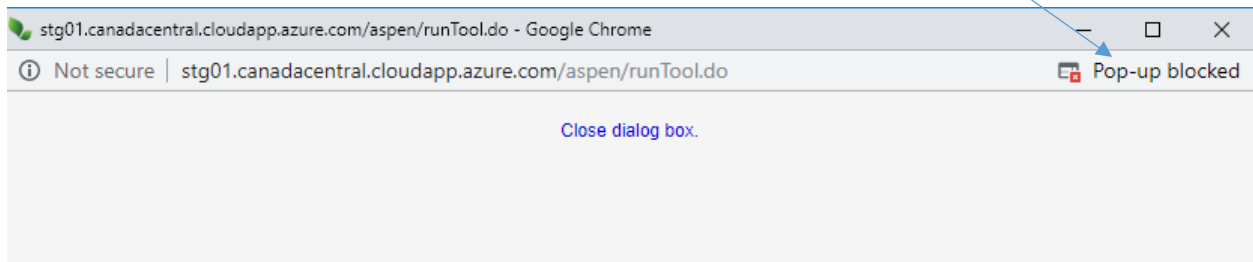 stg01.canadacentral.cloudapp.azure.com/aspen/runTool.do - Google Chrome
Not secure | stg01.canadacentral.cloudapp.azure.com/aspen/runTool.do Pop-up blocked
Close dialog box.